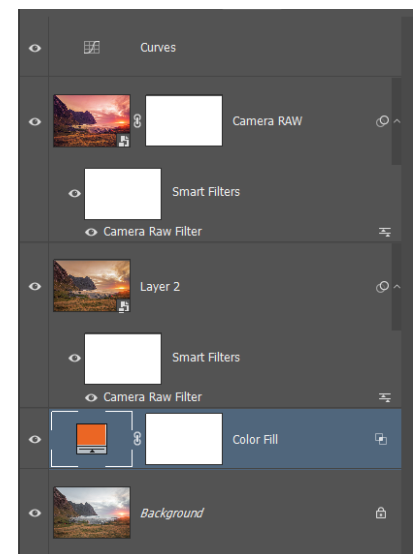 Curves
Camera RAW
Smart Filters
Camera Raw Filter
Layer 2
Smart Filters
Camera Raw Filter
Color Fill
Background